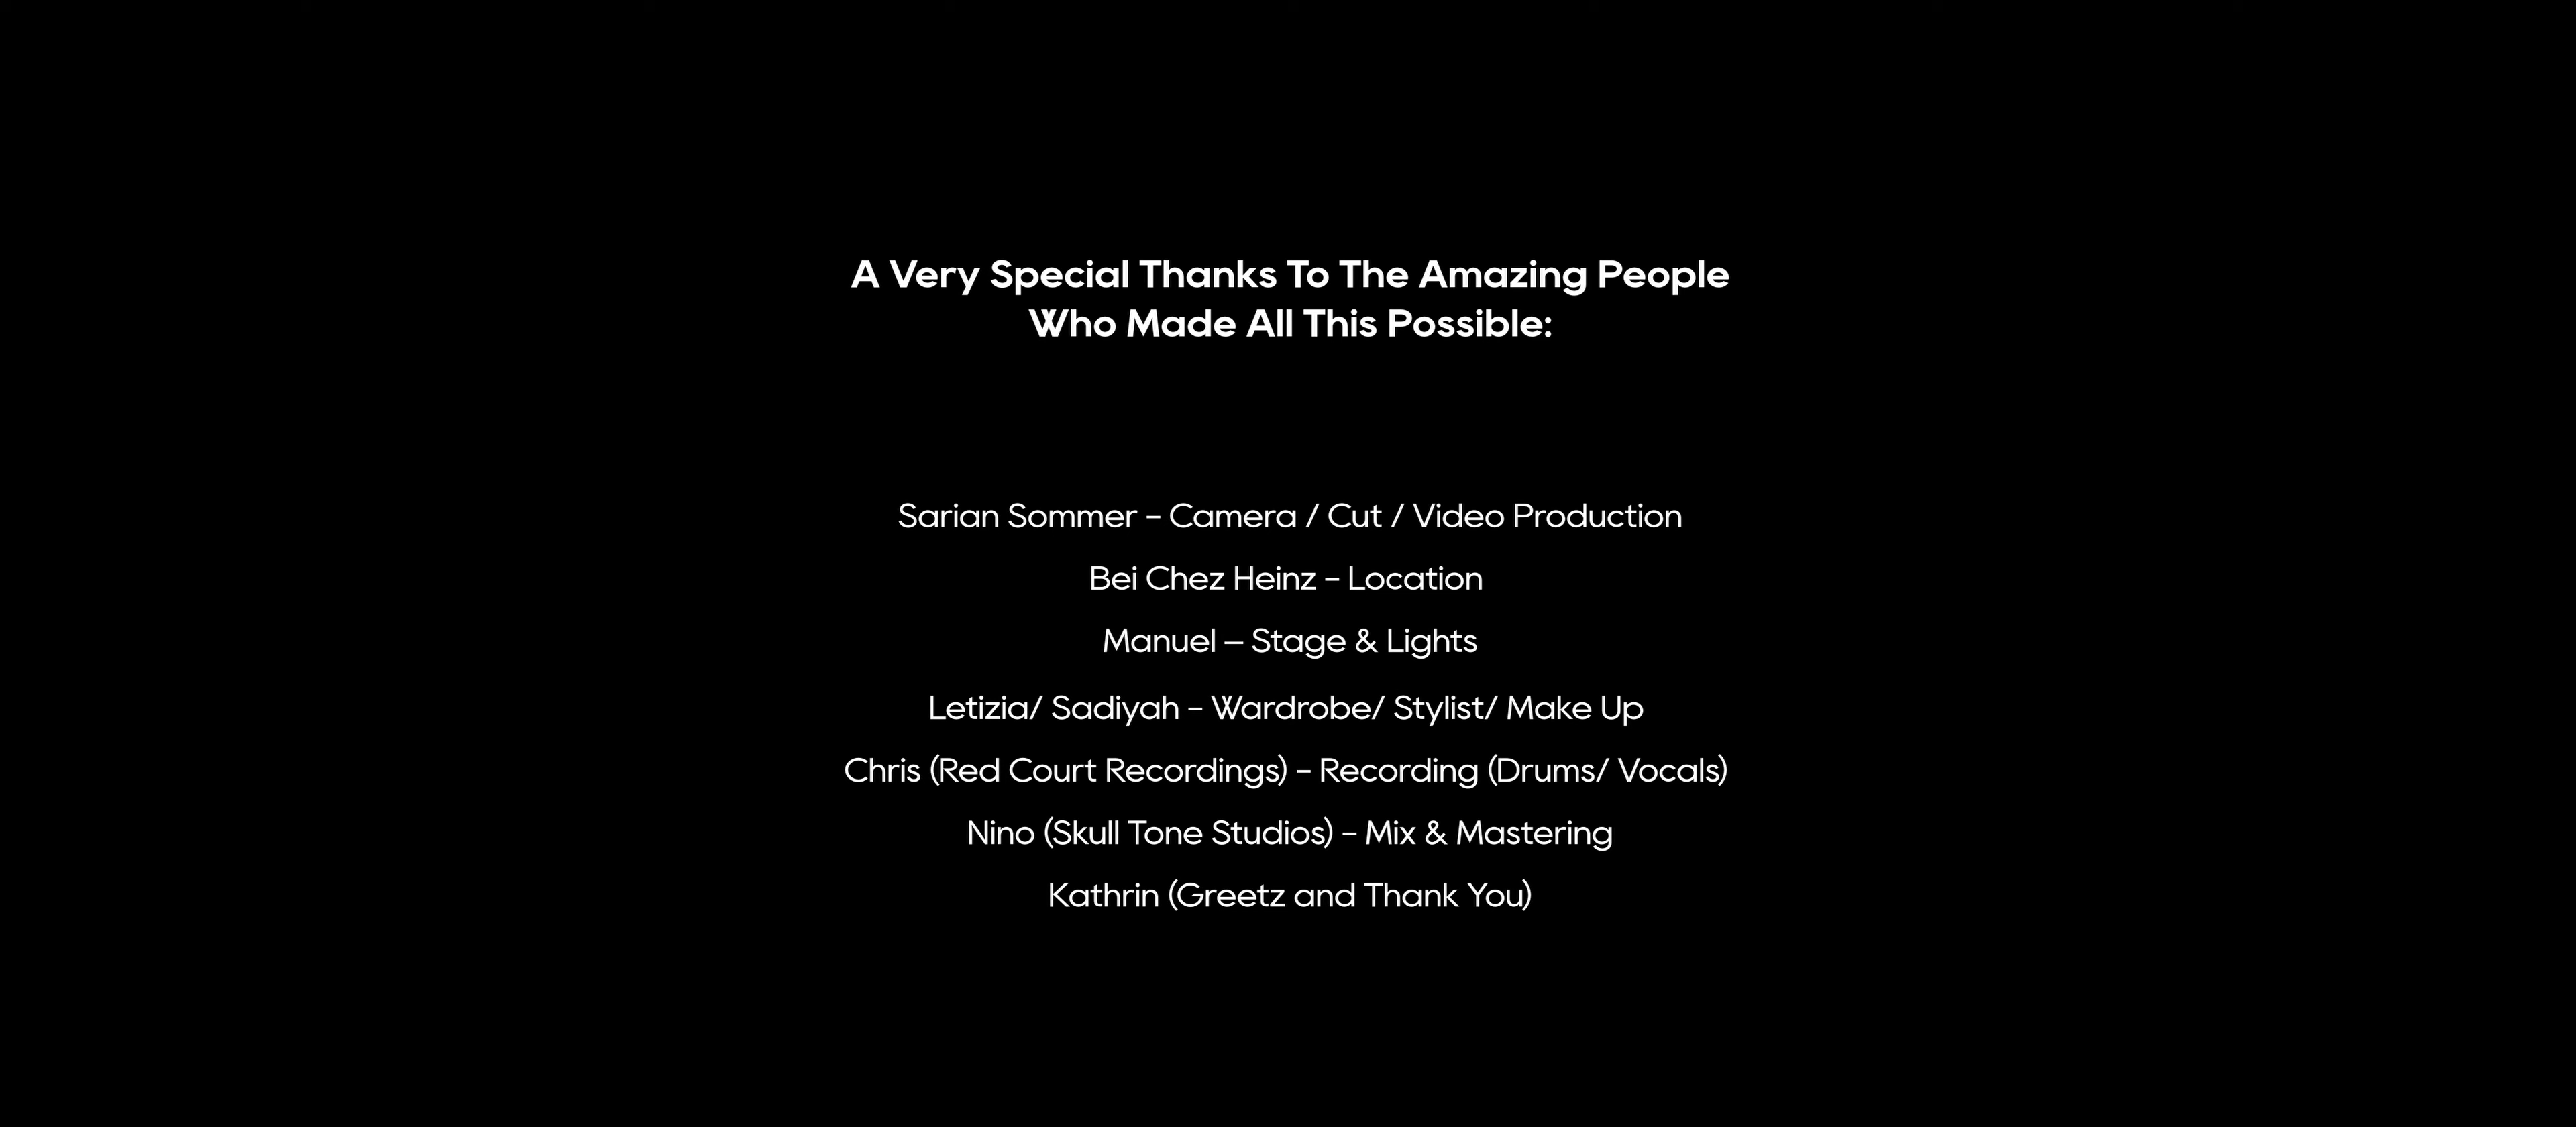 A Very Special Thanks To The Amazing People
Who Made All This Possible:
Sarian Sommer – Camera / Cut / Video Production
Bei Chez Heinz – Location
Manuel — Stage & Lights
Letizia/ Sadiyah – Wardrobe/ Stylist/ Make Up
Chris (Red Court Recordings) – Recording (Drums/ Vocals)
Nino (Skull Tone Studios) – Mix & Mastering
Kathrin (Greetz and Thank You)